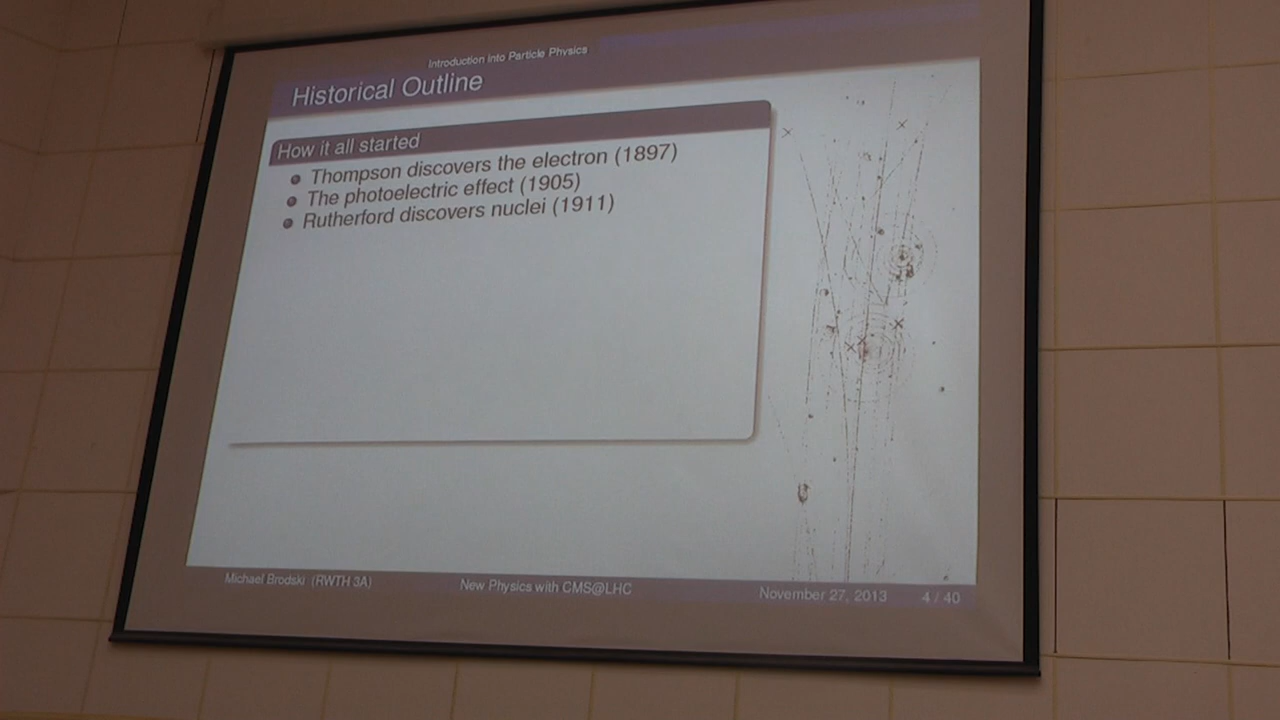 Introduction into Particle Physics
Historical Outline
How it all started
Thompson discovers the electron (1897)
The photoelectric effect (1905)
Rutherford discovers nuclei (1911)
Michael Brodski (RWTH 3A)
New Physics with CMS@LHC
November 27, 2013
4 / 40